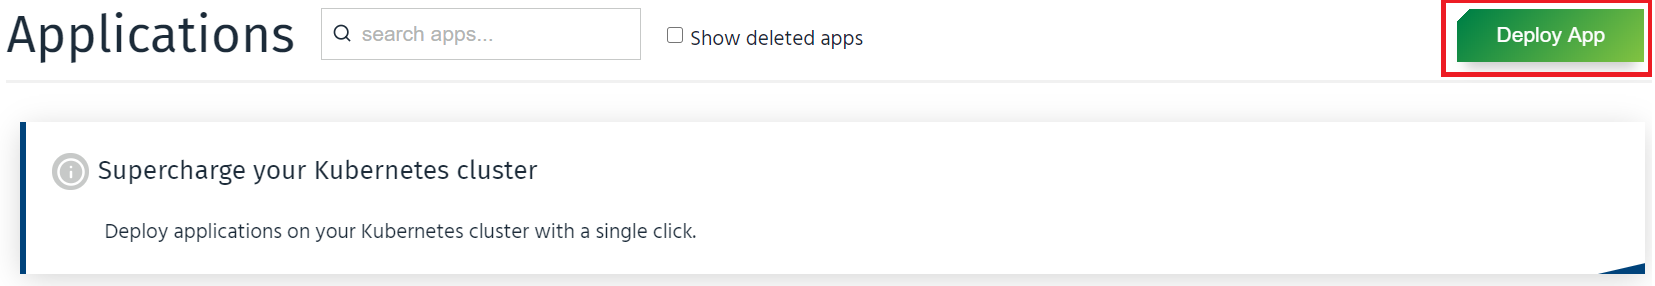 Applications
search apps...
Show deleted apps
Deploy App
Supercharge your Kubernetes cluster
Deploy applications on your Kubernetes cluster with a single click.